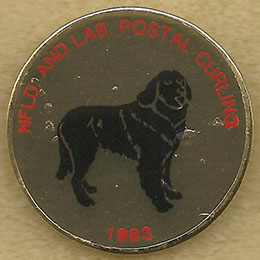 NFLD. AND LAB. POSTAL CURLING
1983